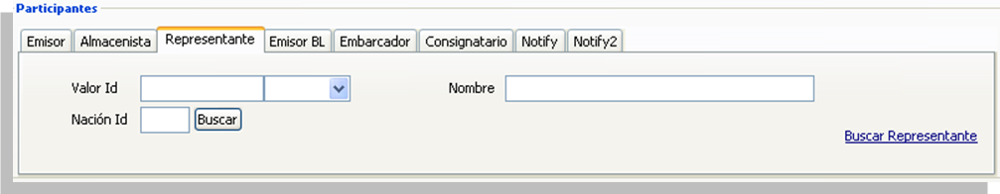 Participantes
Emisor Almacenista Representante Emisor BL Embarcador Consignatario Notify Notify2
Valor Id Nombre
Nación Id Buscar
Buscar Representante